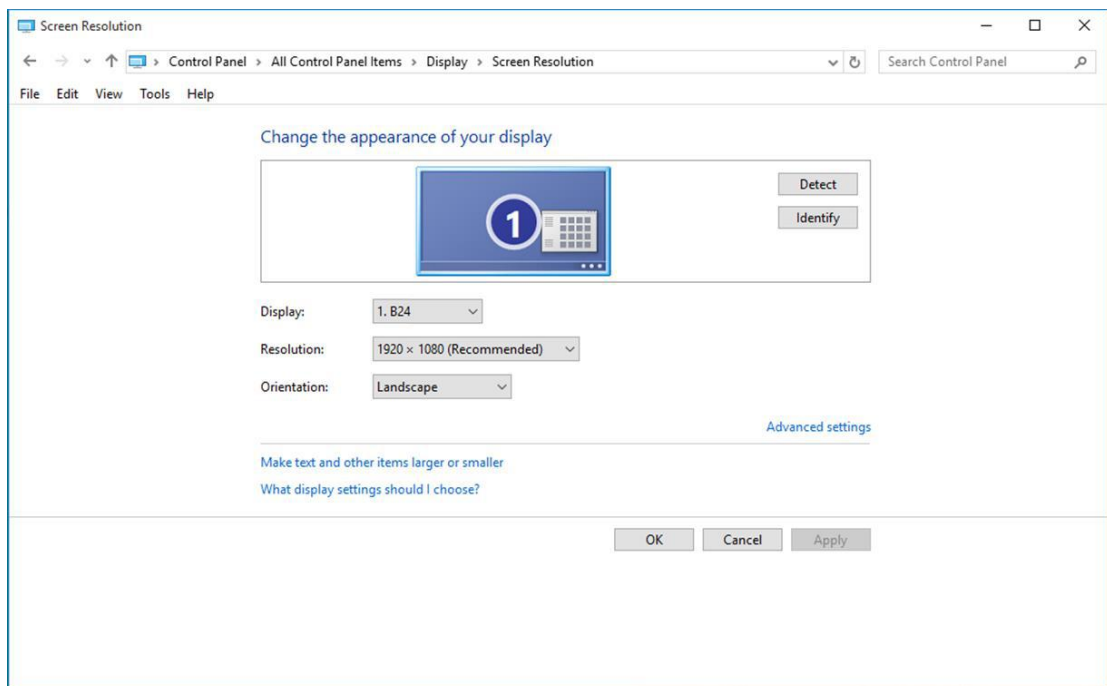 Screen Resolution
Control Panel > All Control Panel Items > Display > Screen Resolution
Search Control Panel
File Edit View Tools Help
Change the appearance of your display
1
Detect
Identify
Display: 1. B24
Resolution: 1920 × 1080 (Recommended)
Orientation: Landscape
Advanced settings
Make text and other items larger or smaller
What display settings should I choose?
OK Cancel Apply